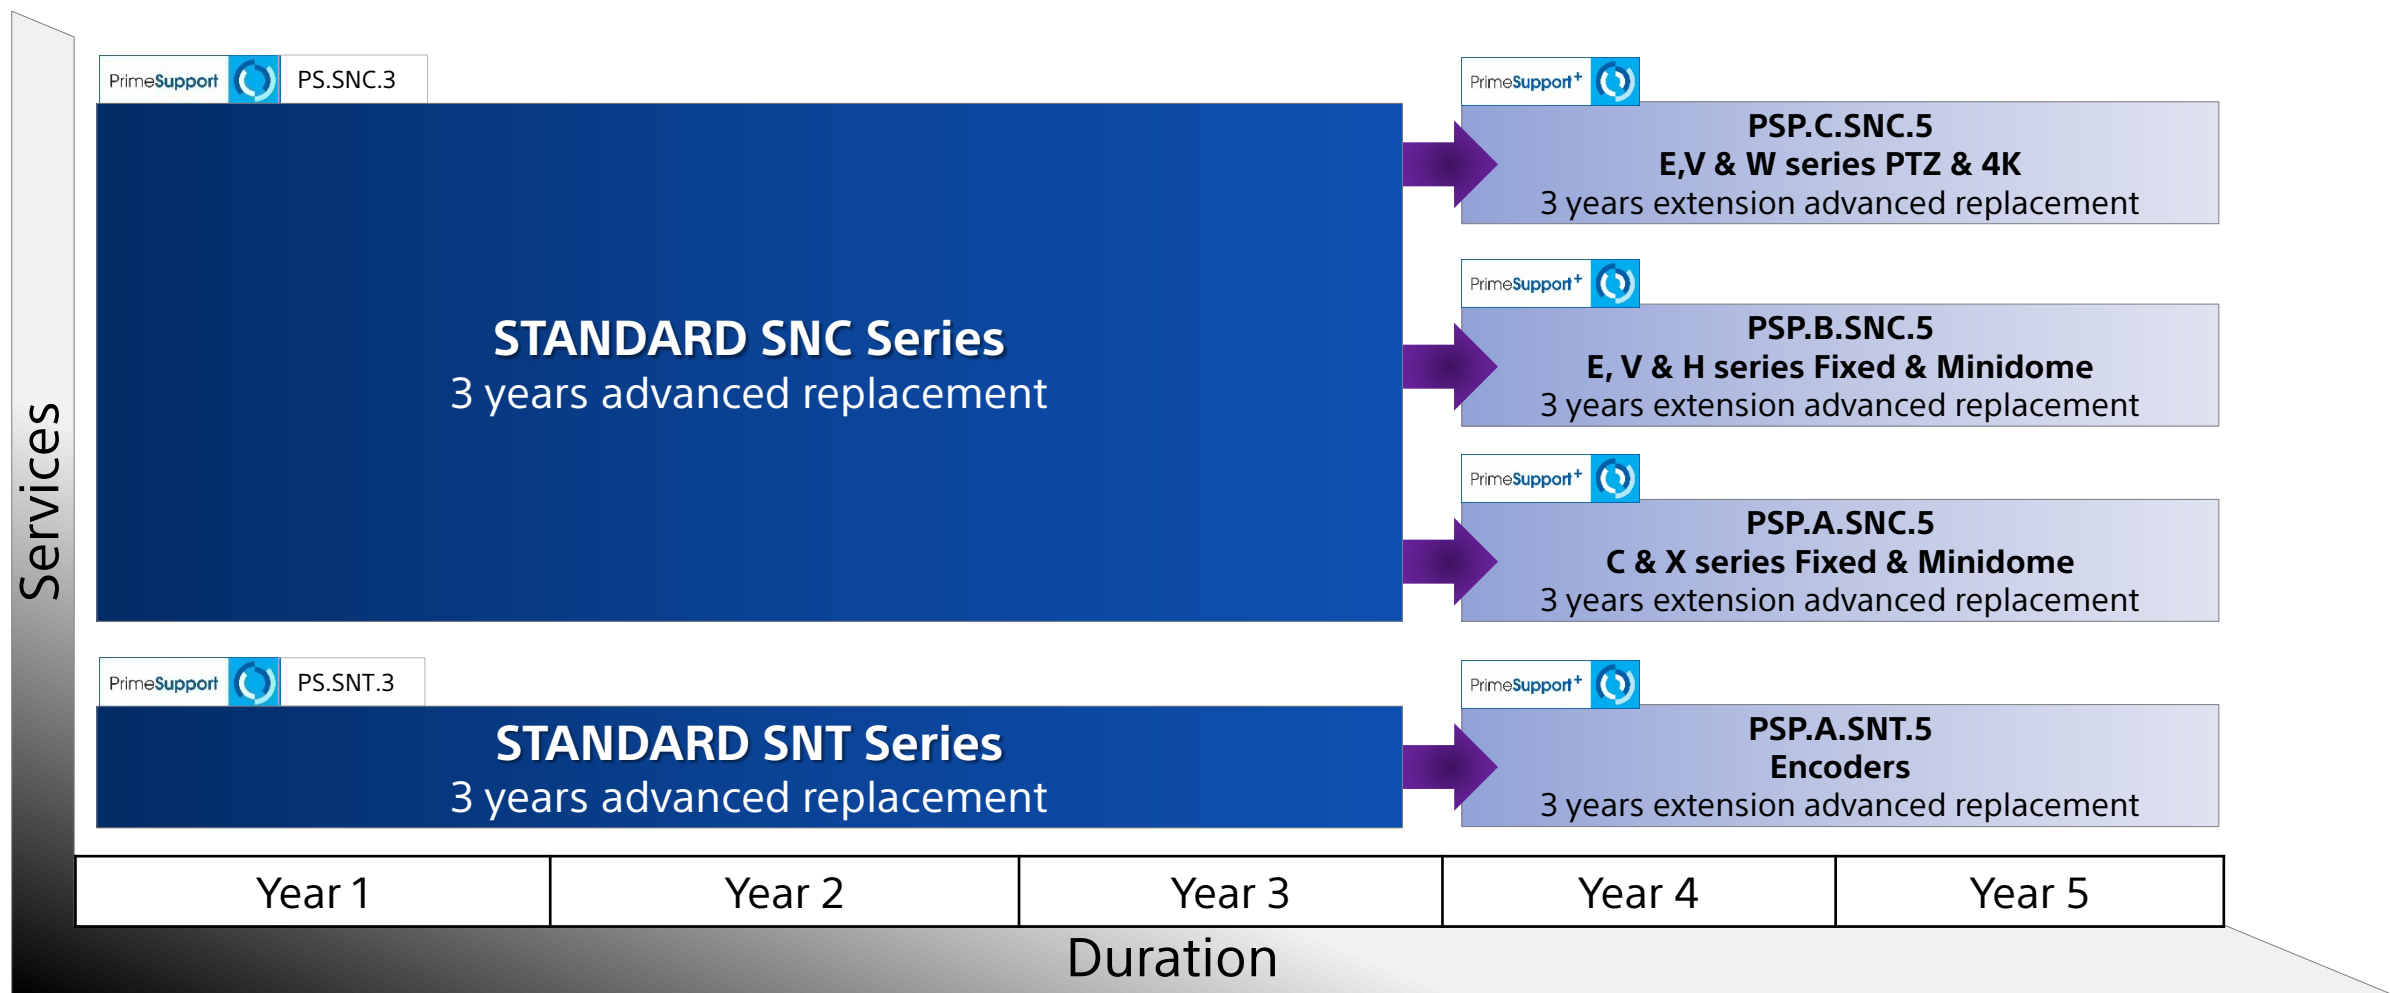 Services
PrimeSupport
PS.SNC.3
STANDARD SNC Series
3 years advanced replacement
PrimeSupport+
PSP.C.SNC.5
E,V & W series PTZ & 4K
3 years extension advanced replacement
PrimeSupport+
PSP.B.SNC.5
E, V & H series Fixed & Minidome
3 years extension advanced replacement
PrimeSupport+
PSP.A.SNC.5
C & X series Fixed & Minidome
3 years extension advanced replacement
PrimeSupport
PS.SNT.3
STANDARD SNT Series
3 years advanced replacement
PrimeSupport+
PSP.A.SNT.5
Encoders
3 years extension advanced replacement
Year 1
Year 2
Year 3
Year 4
Year 5
Duration